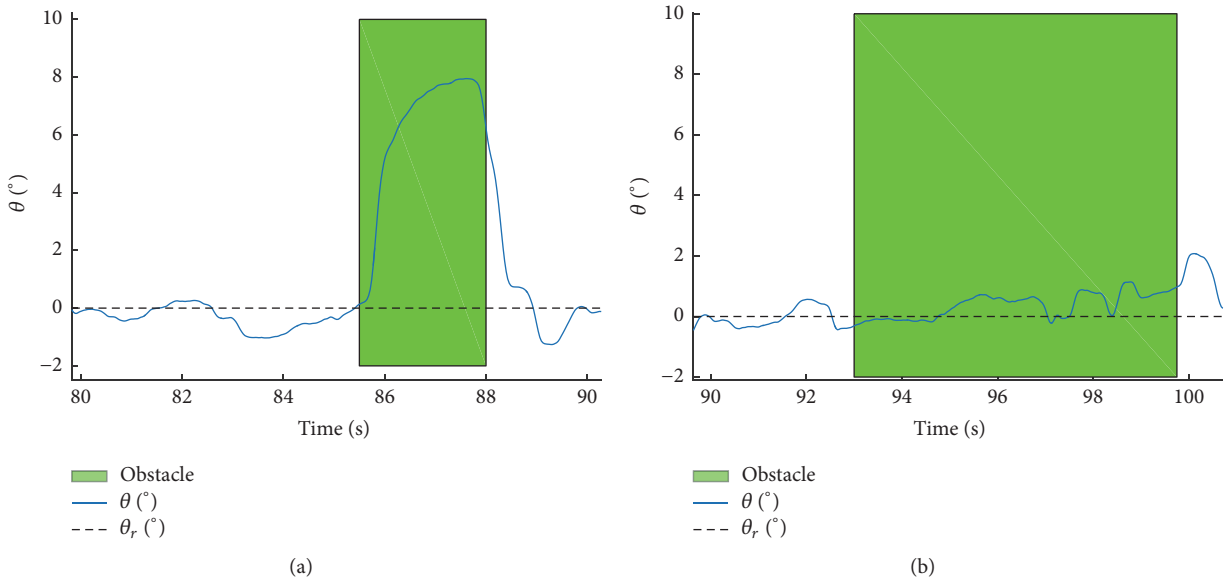 10
8
6
4
2
0
−2
θ (°)
80 82 84 86 88 90
Time (s)
Obstacle
θ (°)
θr (°)
(a)
10
8
6
4
2
0
−2
θ (°)
90 92 94 96 98 100
Time (s)
Obstacle
θ (°)
θr (°)
(b)